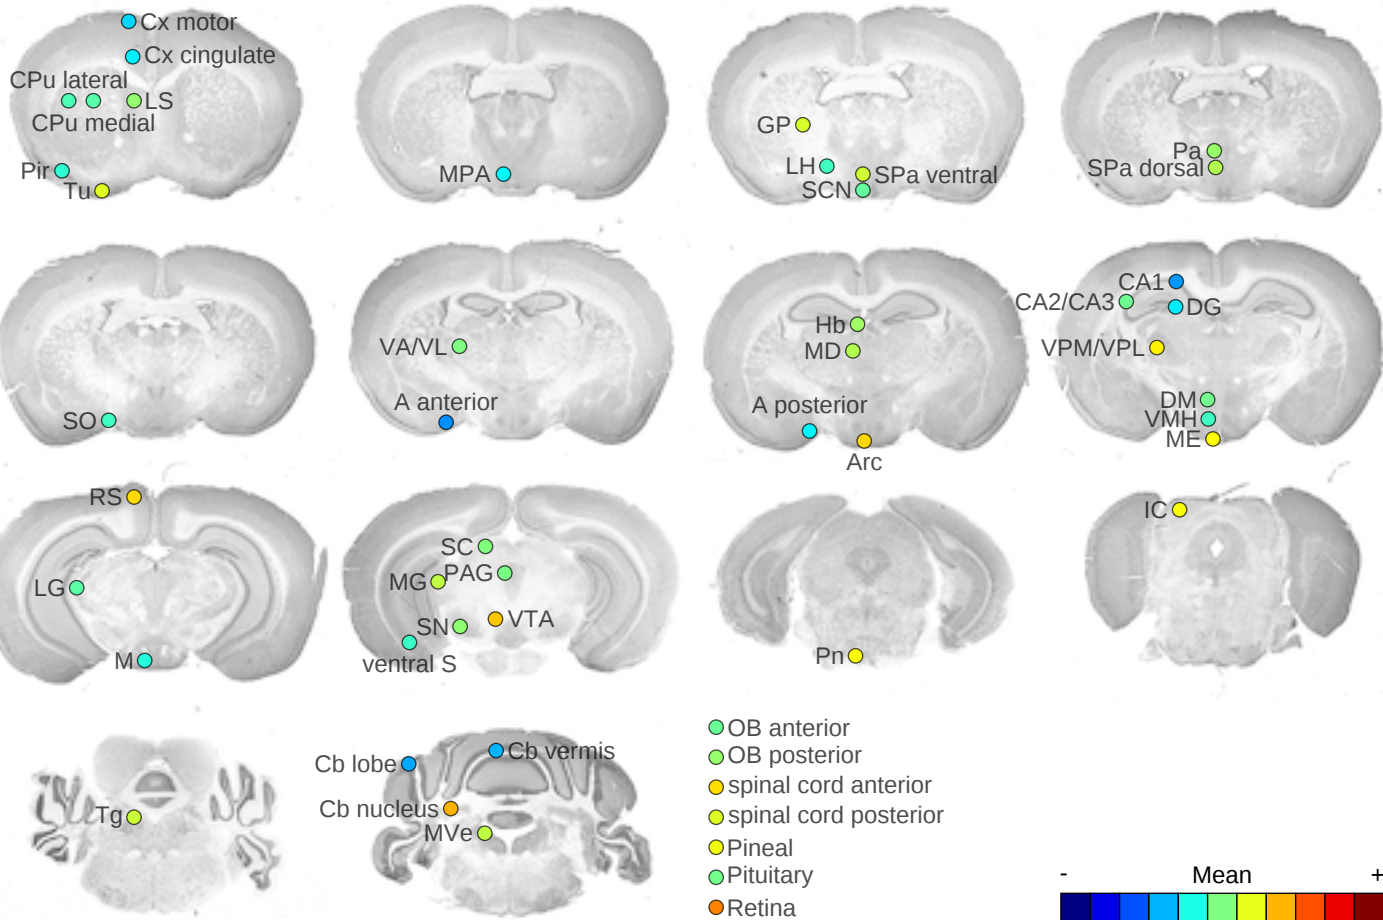 Cx motor
Cx cingulate
CPu lateral
LS
CPu medial
Pir
Tu
MPA
GP
LH
SPa ventral
SCN
Pa
SPa dorsal
SO
VA/VL
A anterior
Hb
MD
A posterior
Arc
CA1
CA2/CA3
DG
VPM/VPL
DM
VMH
ME
RS
LG
M
SC
PAG
MG
VTA
SN
ventral S
Pn
IC
Tg
Cb vermis
Cb lobe
Cb nucleus
MVe
OB anterior
OB posterior
spinal cord anterior
spinal cord posterior
Pineal
Pituitary
Retina
- Mean +